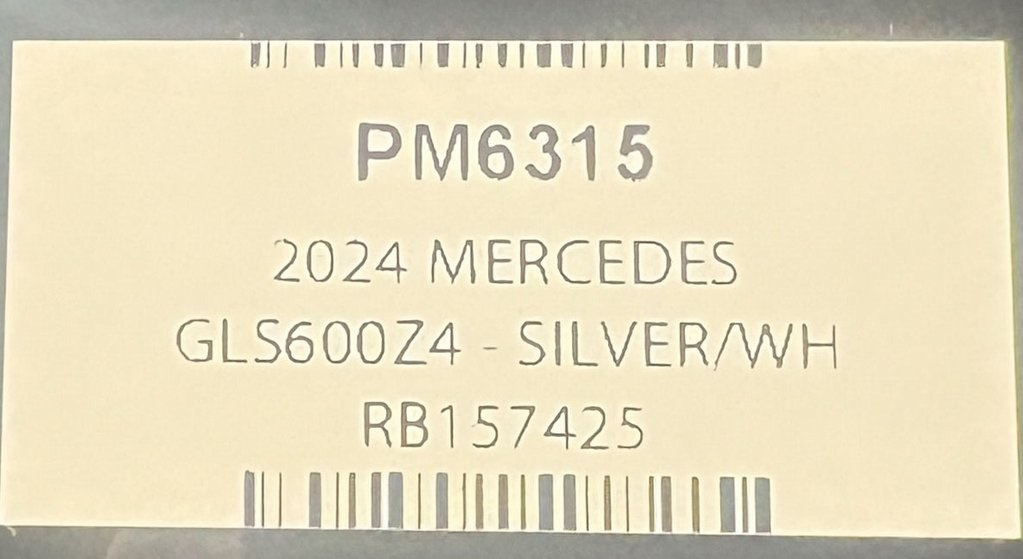 PM6315
2024 MERCEDES
GLS600Z4 - SILVER/WH
RB157425